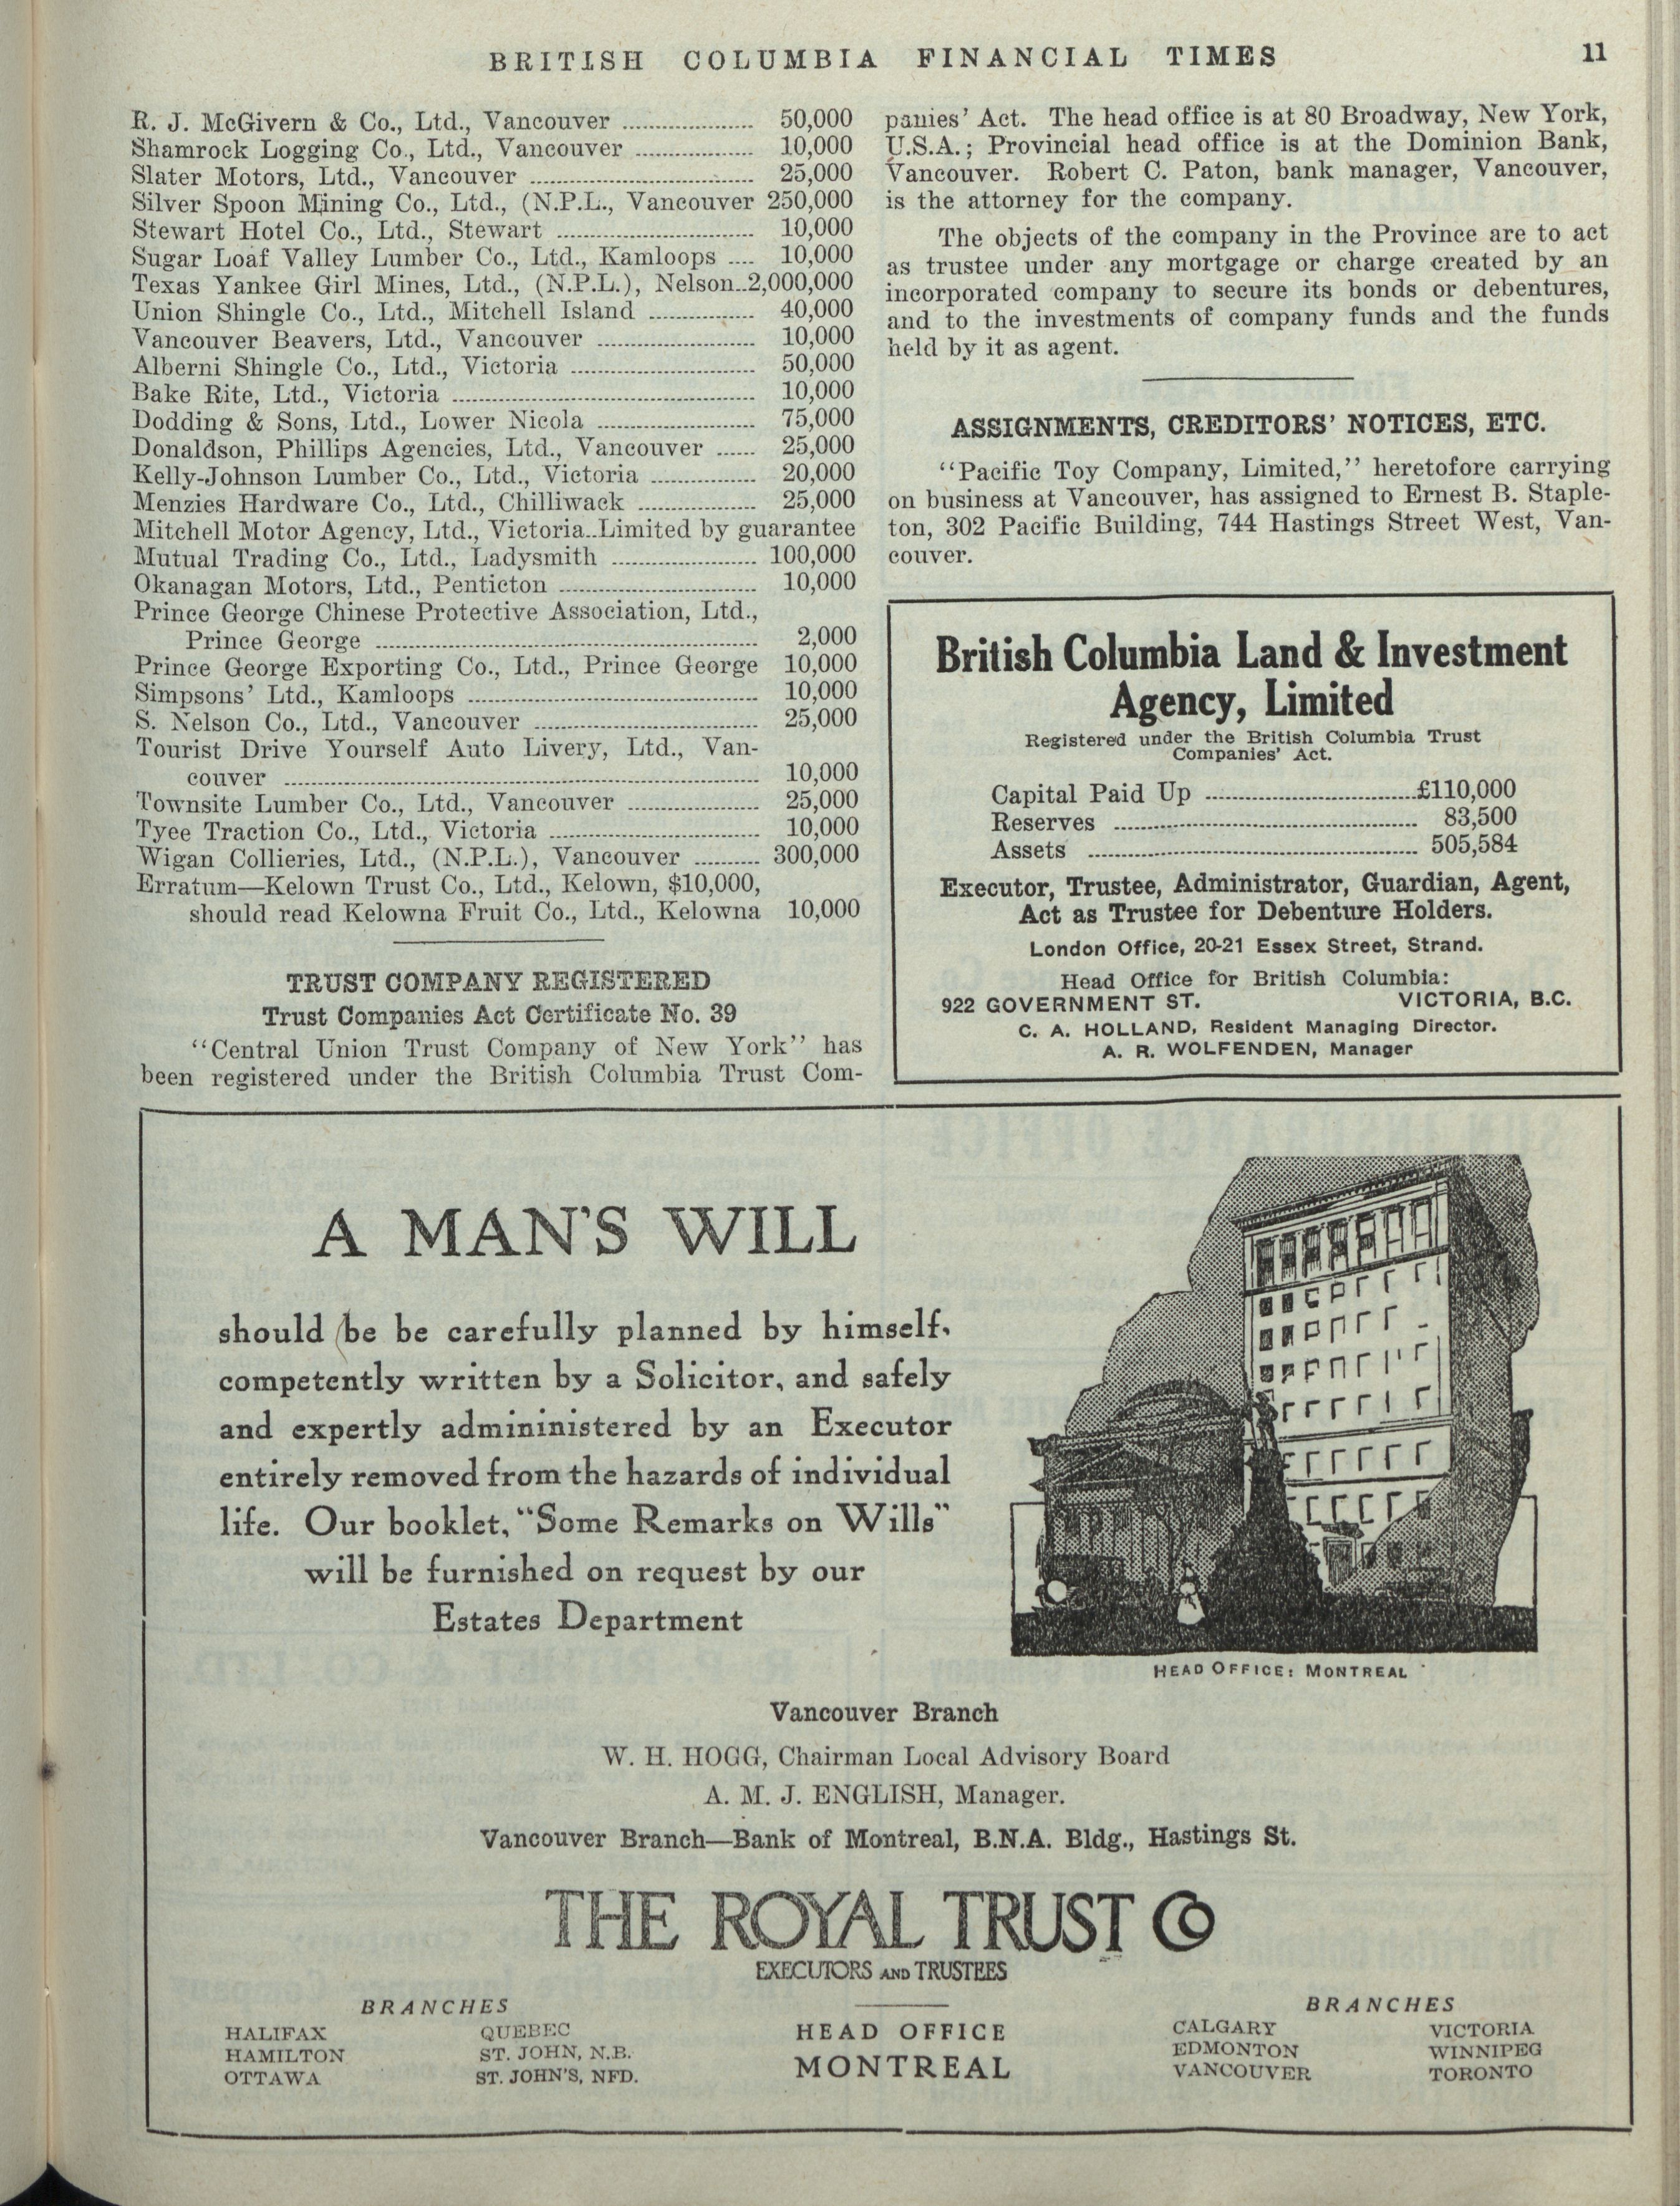 BRITISH COLUMBIA FINANCIAL TIMES 11
R. J. McGivern & Co., Ltd., Vancouver .................... 50,000
Shamrock Logging Co., Ltd., Vancouver .................. 10,000
Slater Motors, Ltd., Vancouver .................................. 25,000
Silver Spoon Mining Co., Ltd., (N.P.L., Vancouver 250,000
Stewart Hotel Co., Ltd., Stewart .............................. 10,000
Sugar Loaf Valley Lumber Co., Ltd., Kamloops .... 10,000
Texas Yankee Girl Mines, Ltd., (N.P.L.), Nelson..2,000,000
Union Shingle Co., Ltd., Mitchell Island ................ 40,000
Vancouver Beavers, Ltd., Vancouver ........................ 10,000
Alberni Shingle Co., Ltd., Victoria ............................ 50,000
Bake Rite, Ltd., Victoria .............................................. 10,000
Dodding & Sons, Ltd., Lower Nicola ........................ 75,000
Donaldson, Phillips Agencies, Ltd., Vancouver ...... 25,000
Kelly-Johnson Lumber Co., Ltd., Victoria ................ 20,000
Menzies Hardware Co., Ltd., Chilliwack .................. 25,000
Mitchell Motor Agency, Ltd., Victoria..Limited by guarantee
Mutual Trading Co., Ltd., Ladysmith ...................... 100,000
Okanagan Motors, Ltd., Penticton .............................. 10,000
Prince George Chinese Protective Association, Ltd.,
Prince George .......................................................... 2,000
Prince George Exporting Co., Ltd., Prince George 10,000
Simpsons' Ltd., Kamloops ............................................ 10,000
S. Nelson Co., Ltd., Vancouver .................................. 25,000
Tourist Drive Yourself Auto Livery, Ltd., Van-
couver ........................................................................ 10,000
Townsite Lumber Co., Ltd., Vancouver .................... 25,000
Tyee Traction Co., Ltd., Victoria ................................ 10,000
Wigan Collieries, Ltd., (N.P.L.), Vancouver .......... 300,000
Erratum—Kelown Trust Co., Ltd., Kelown, $10,000,
should read Kelowna Fruit Co., Ltd., Kelowna 10,000
TRUST COMPANY REGISTERED
Trust Companies Act Certificate No. 39
"Central Union Trust Company of New York" has
been registered under the British Columbia Trust Com-
panies' Act. The head office is at 80 Broadway, New York,
U.S.A.; Provincial head office is at the Dominion Bank,
Vancouver. Robert C. Paton, bank manager, Vancouver,
is the attorney for the company.
The objects of the company in the Province are to act
as trustee under any mortgage or charge created by an
incorporated company to secure its bonds or debentures,
and to the investments of company funds and the funds
held by it as agent.
ASSIGNMENTS, CREDITORS' NOTICES, ETC.
"Pacific Toy Company, Limited," heretofore carrying
on business at Vancouver, has assigned to Ernest B. Staple-
ton, 302 Pacific Building, 744 Hastings Street West, Van-
couver.
British Columbia Land & Investment
Agency, Limited
Registered under the British Columbia Trust
Companies' Act.
Capital Paid Up ....................................£110,000
Reserves .................................................... 83,500
Assets ........................................................ 505,584
Executor, Trustee, Administrator, Guardian, Agent,
Act as Trustee for Debenture Holders.
London Office, 20-21 Essex Street, Strand.
Head Office for British Columbia:
922 GOVERNMENT ST. VICTORIA, B.C.
C. A. HOLLAND, Resident Managing Director.
A. R. WOLFENDEN, Manager
A MAN'S WILL
should be be carefully planned by himself,
competently written by a Solicitor, and safely
and expertly admininistered by an Executor
entirely removed from the hazards of individual
life. Our booklet, "Some Remarks on Wills"
will be furnished on request by our
Estates Department
HEAD OFFICE: MONTREAL
Vancouver Branch
W. H. HOGG, Chairman Local Advisory Board
A. M. J. ENGLISH, Manager.
Vancouver Branch—Bank of Montreal, B.N.A. Bldg., Hastings St.
THE ROYAL TRUST CO
EXECUTORS AND TRUSTEES
BRANCHES
HALIFAX QUEBEC
HAMILTON ST. JOHN, N.B.
OTTAWA ST. JOHN'S, NFD.
HEAD OFFICE
MONTREAL
BRANCHES
CALGARY VICTORIA
EDMONTON WINNIPEG
VANCOUVER TORONTO